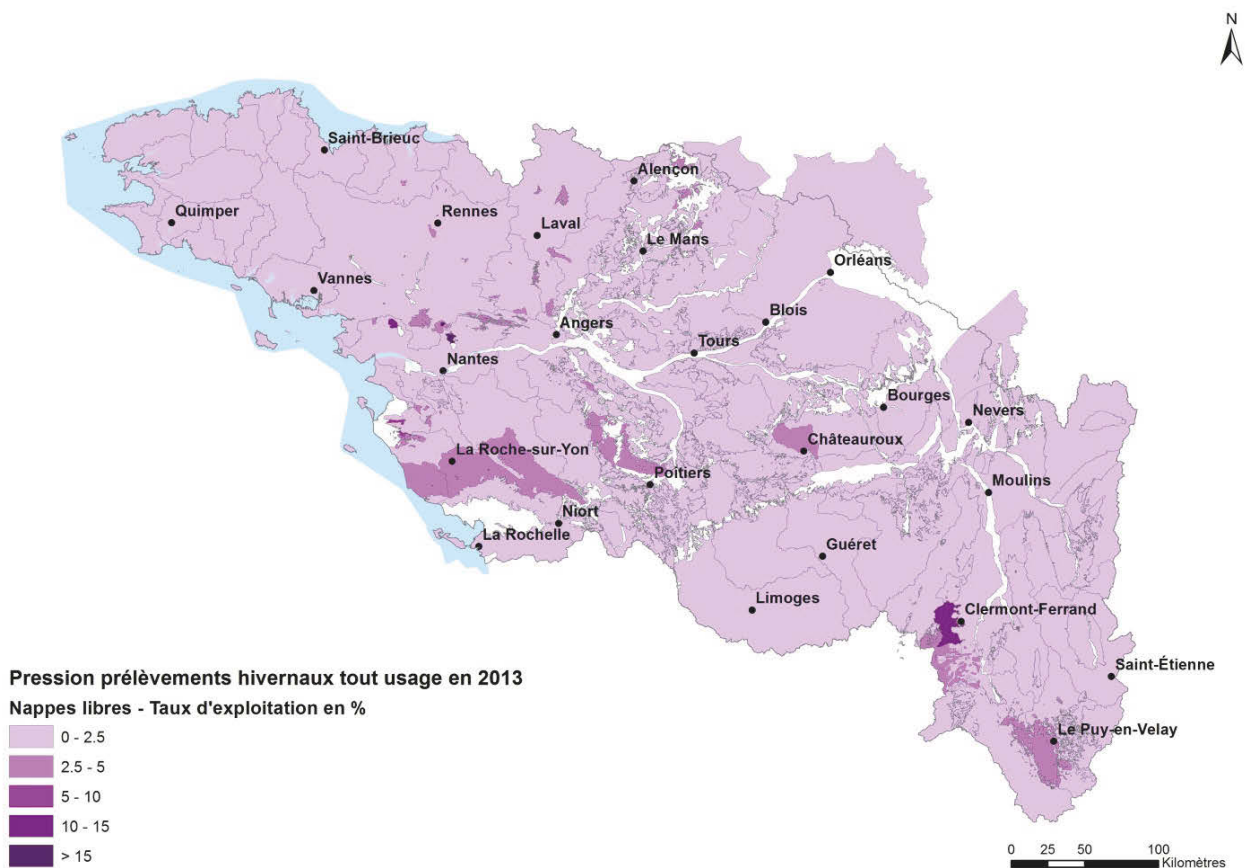 N
Saint-Brieuc
Alençon
Quimper
Rennes
Laval
Le Mans
Orléans
Vannes
Blois
Angers
Tours
Nantes
Bourges
Nevers
Châteauroux
La Roche-sur-Yon
Poitiers
Moulins
Niort
La Rochelle
Guéret
Limoges
Clermont-Ferrand
Saint-Étienne
Le Puy-en-Velay
Pression prélèvements hivernaux tout usage en 2013
Nappes libres - Taux d'exploitation en %
0 - 2.5
2.5 - 5
5 - 10
10 - 15
> 15
0 25 50 100
Kilomètres